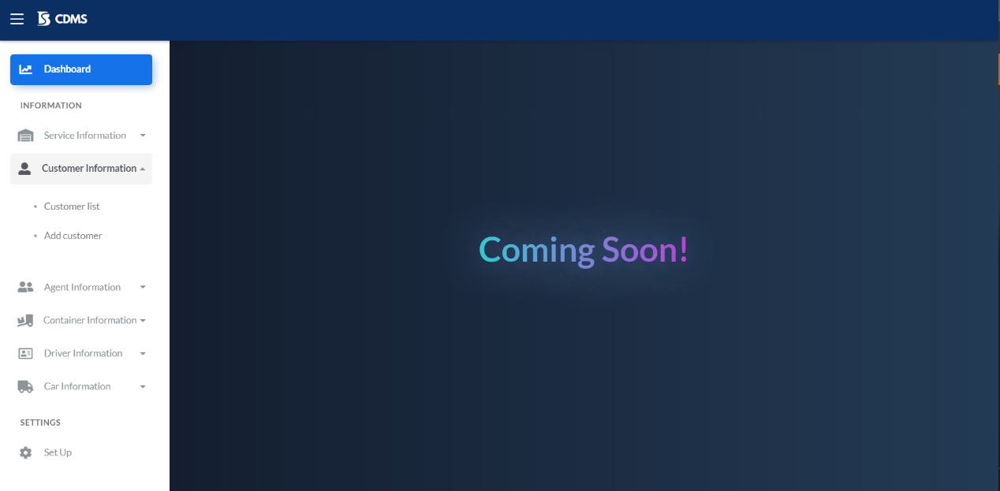 CDMS
Dashboard
INFORMATION
Service Information
Customer Information
Customer list
Add customer
Agent Information
Container Information
Driver Information
Car Information
SETTINGS
Set Up
Coming Soon!